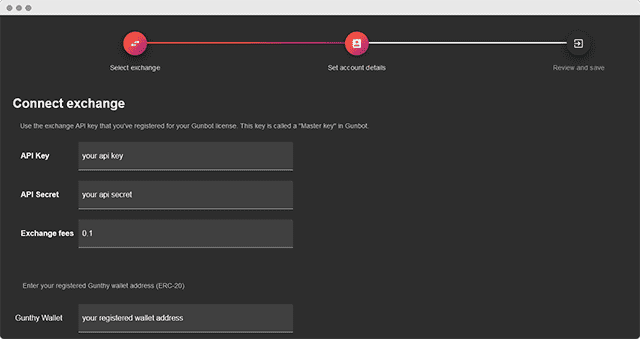 Select exchange
Set account details
Review and save
Connect exchange
Use the exchange API key that you've registered for your Gunbot license. This key is called a "Master key" in Gunbot.
API Key
your api key
API Secret
your api secret
Exchange fees
0.1
Enter your registered Gunthy wallet address (ERC-20)
Gunthy Wallet
your registered wallet address